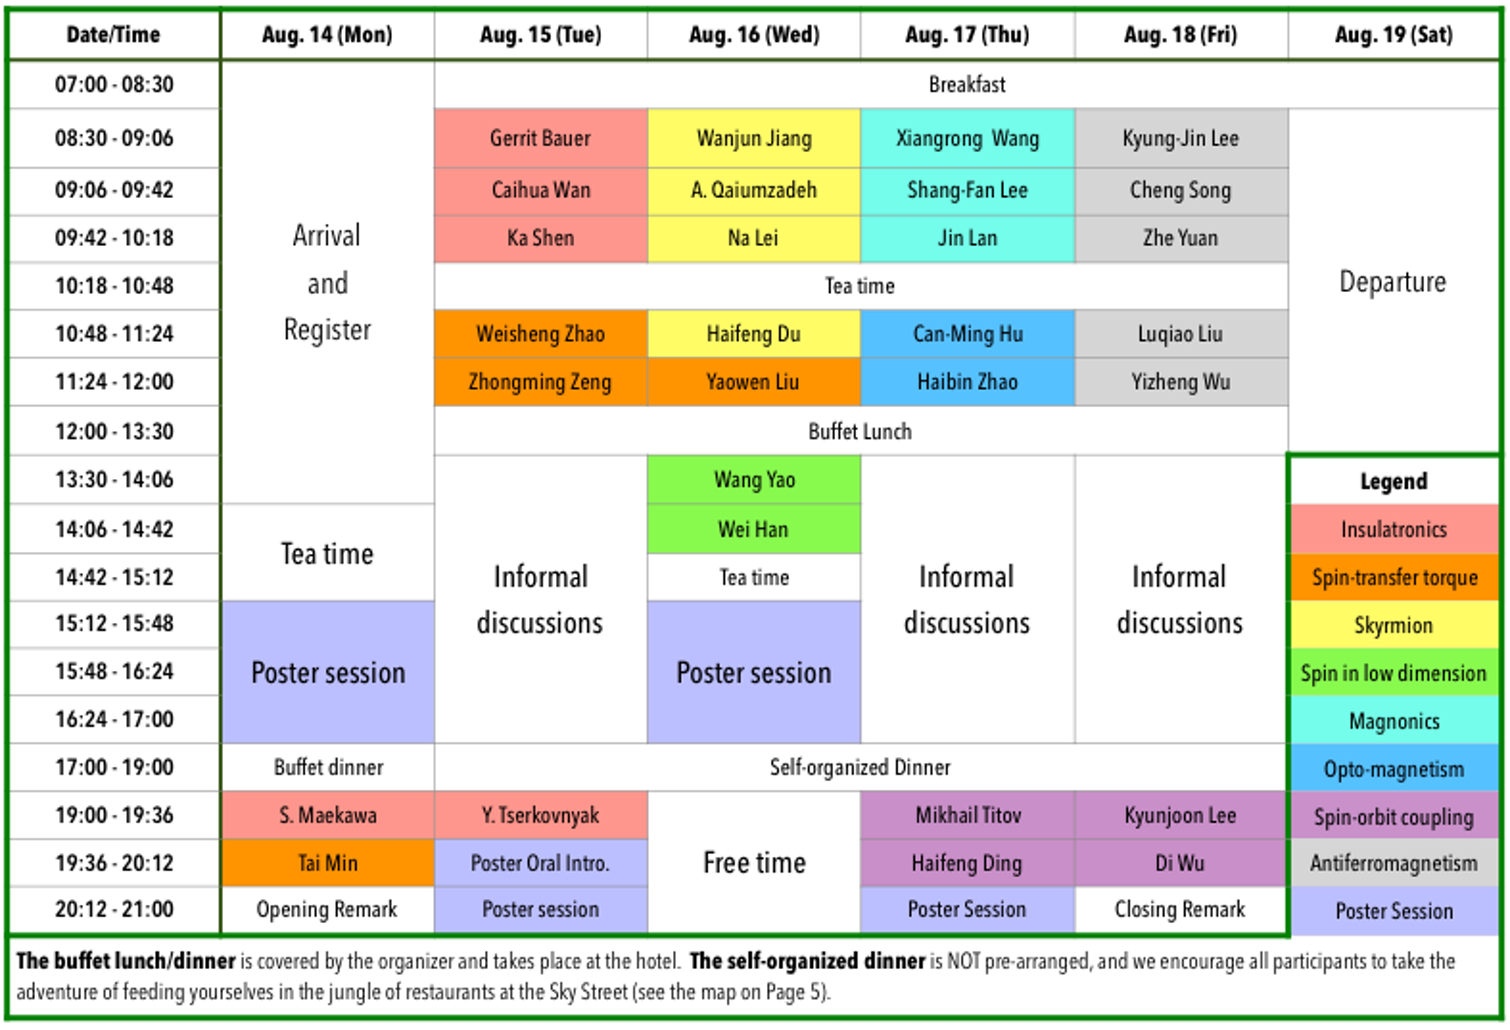 Date/Time Aug. 14 (Mon) Aug. 15 (Tue) Aug. 16 (Wed) Aug. 17 (Thu) Aug. 18 (Fri) Aug. 19 (Sat)
07:00 - 08:30 Breakfast
08:30 - 09:06 Gerrit Bauer Wanjun Jiang Xiangrong Wang Kyung-Jin Lee
09:06 - 09:42 Caihua Wan A. Qaiumzadeh Shang-Fan Lee Cheng Song
09:42 - 10:18 Ka Shen Na Lei Jin Lan Zhe Yuan
Arrival
and
Register
10:18 - 10:48 Tea time
Departure
10:48 - 11:24 Weisheng Zhao Haifeng Du Can-Ming Hu Luqiao Liu
11:24 - 12:00 Zhongming Zeng Yaowen Liu Haibin Zhao Yizheng Wu
12:00 - 13:30 Buffet Lunch
13:30 - 14:06 Wang Yao Legend
14:06 - 14:42 Wei Han Insulatronics
Tea time
14:42 - 15:12 Tea time Spin-transfer torque
Informal
discussions
Informal
discussions
Informal
discussions
15:12 - 15:48 Skyrmion
15:48 - 16:24 Poster session Poster session Spin in low dimension
16:24 - 17:00 Magnonics
17:00 - 19:00 Buffet dinner Self-organized Dinner Opto-magnetism
19:00 - 19:36 S. Maekawa Y. Tserkovnyak Mikhail Titov Kyunjoon Lee Spin-orbit coupling
19:36 - 20:12 Tai Min Poster Oral Intro. Free time Haifeng Ding Di Wu Antiferromagnetism
20:12 - 21:00 Opening Remark Poster session Poster Session Closing Remark Poster Session
The buffet lunch/dinner is covered by the organizer and takes place at the hotel. The self-organized dinner is NOT pre-arranged, and we encourage all participants to take the
adventure of feeding yourselves in the jungle of restaurants at the Sky Street (see the map on Page 5).